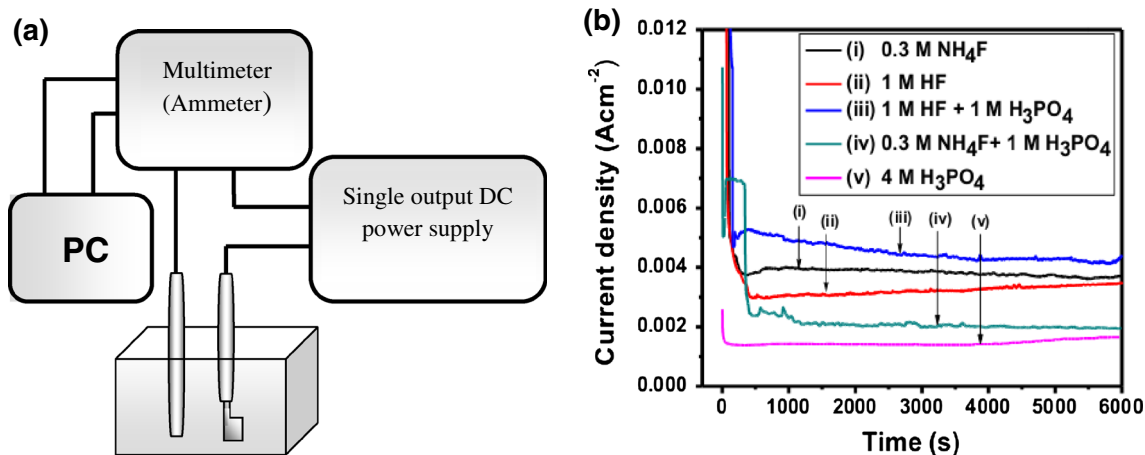 (a)
Multimeter
(Ammeter)
PC
Single output DC
power supply
(b)
Current density (Acm⁻²)
0.012
0.010
0.008
0.006
0.004
0.002
0.000
(i) 0.3 M NH₄F
(ii) 1 M HF
(iii) 1 M HF + 1 M H₃PO₄
(iv) 0.3 M NH₄F+ 1 M H₃PO₄
(v) 4 M H₃PO₄
(i)
(ii)
(iii)
(iv)
(v)
0 1000 2000 3000 4000 5000 6000
Time (s)